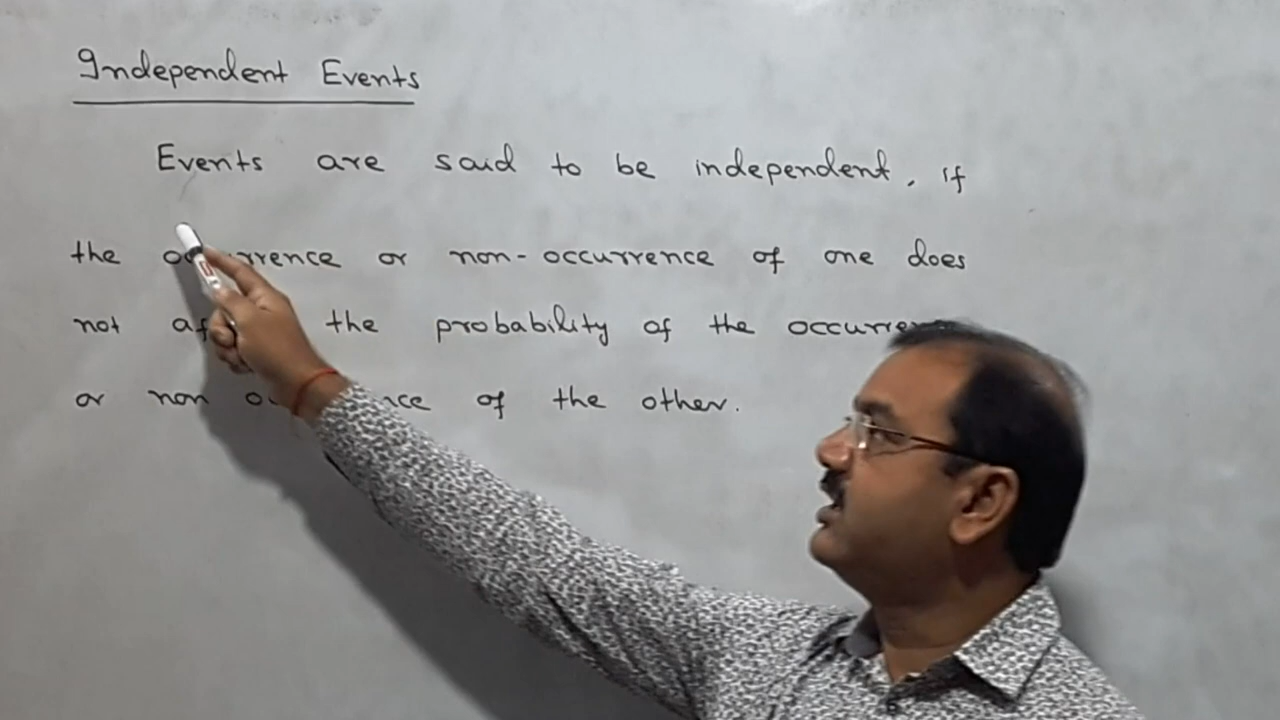 Independent Events
Events are said to be independent, if
the occurrence or non-occurrence of one does
not the probability of the
or non of the other.